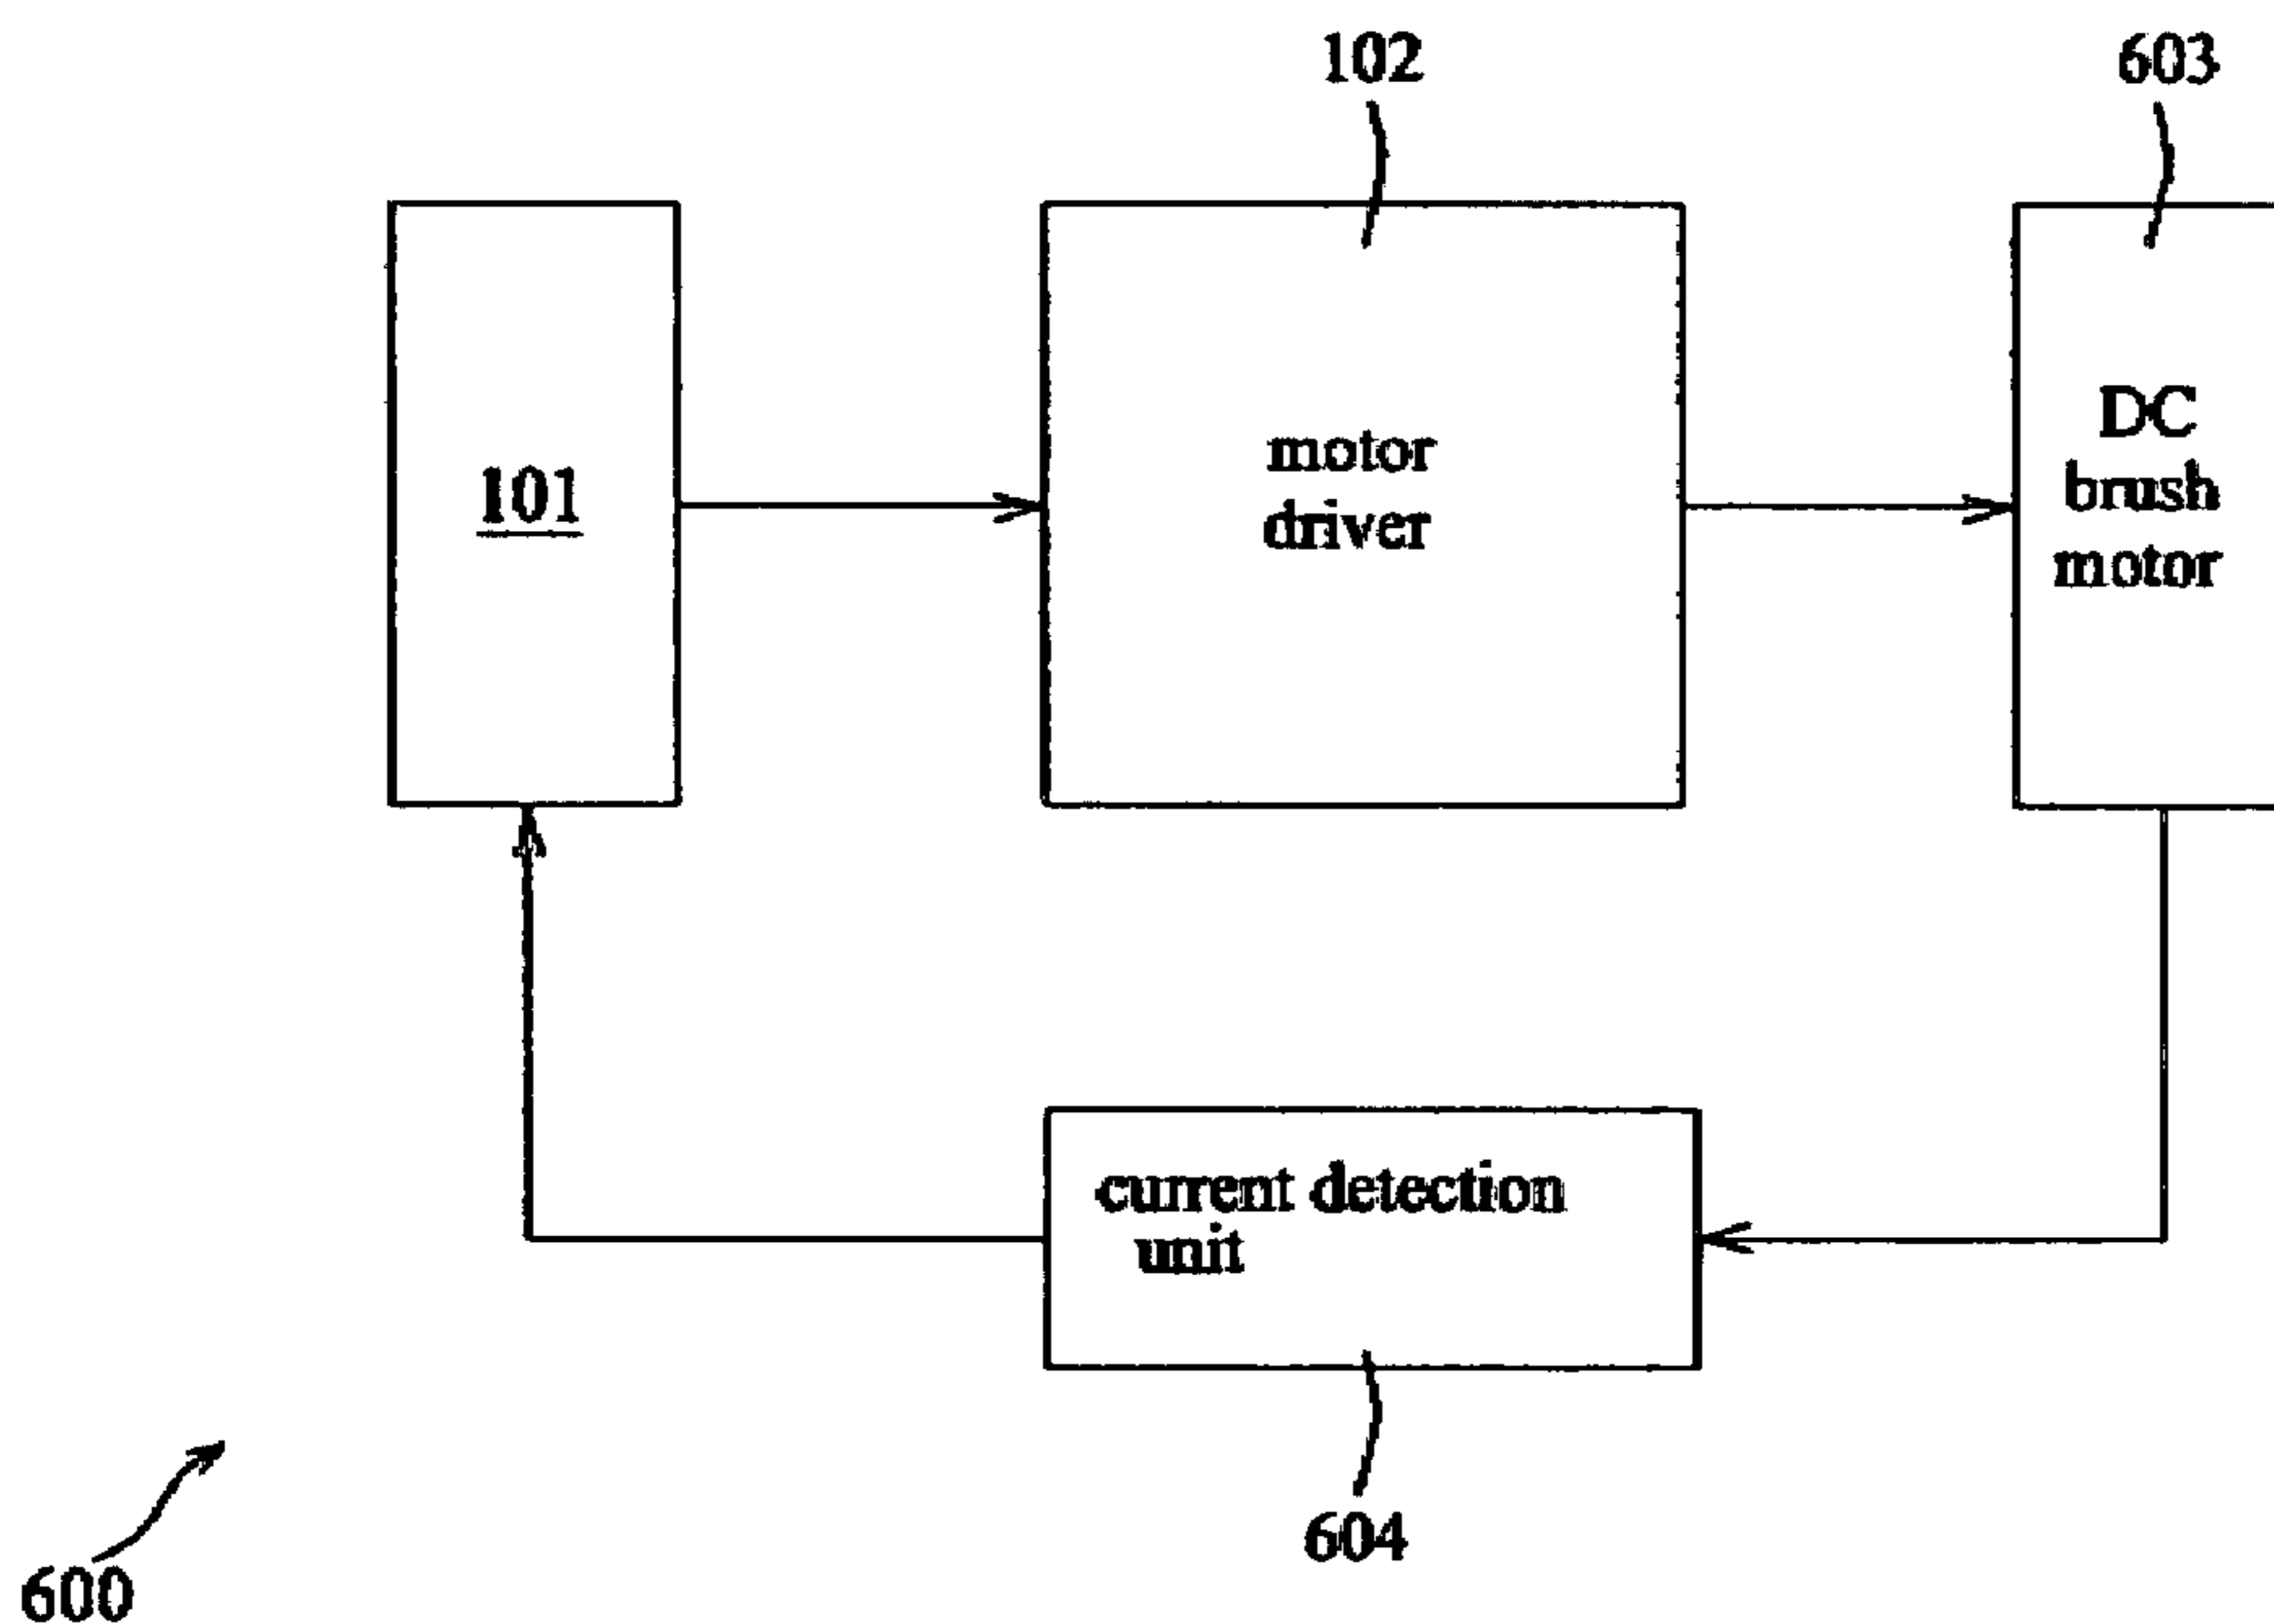 102
603
101
motor
driver
DC
brush
motor
current detection
unit
604
600